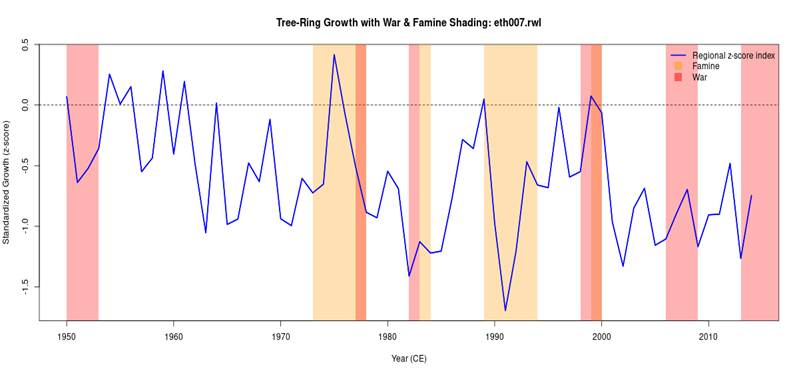 Tree-Ring Growth with War & Famine Shading: eth007.rwl
Regional z-score index
Famine
War
Standardized Growth (z-score)
0.5
0.0
-0.5
-1.0
-1.5
1950 1960 1970 1980 1990 2000 2010
Year (CE)